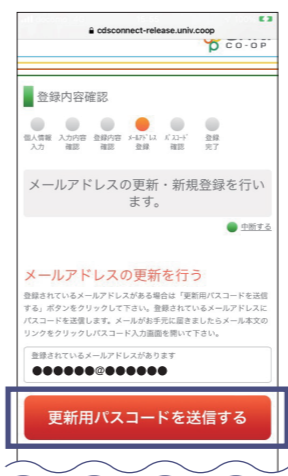 cdsconnect-release.univ.coop
CO-OP
登録内容確認
個人情報 入力内容 登録内容 メールアドレス パスコード 登録
入力 確認 確認 登録 確認 完了
メールアドレスの更新・新規登録を行い
ます。
中断する
メールアドレスの更新を行う
登録されているメールアドレスがある場合は「更新用パスコードを送信
する」ボタンをクリックして下さい。登録されているメールアドレスに
パスコードを送信します。メールがお手元に届きましたらメール本文の
リンクをクリックしパスコード入力画面を開いて下さい。
登録されているメールアドレスがあります
●●●●●●@●●●●●●
更新用パスコードを送信する